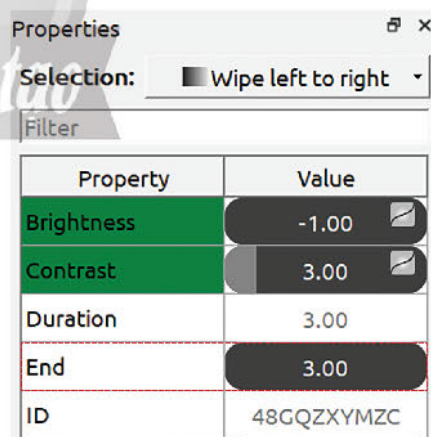 Properties
Selection: Wipe left to right
Filter
Property Value
Brightness -1.00
Contrast 3.00
Duration 3.00
End 3.00
ID 48GQZXYMZC